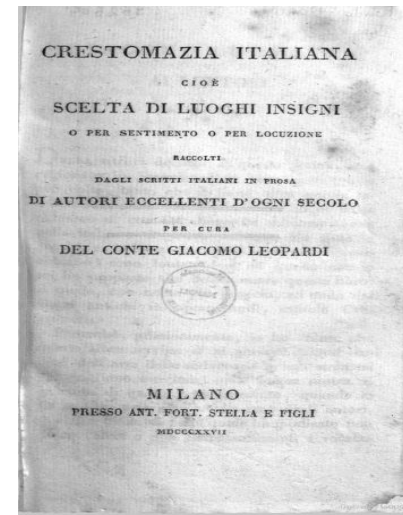 CRESTOMAZIA ITALIANA
CIOÈ
SCELTA DI LUOGHI INSIGNI
O PER SENTIMENTO O PER LOCUZIONE
RACCOLTI
DAGLI SCRITTI ITALIANI IN PROSA
DI AUTORI ECCELLENTI D'OGNI SECOLO
PER CURA
DEL CONTE GIACOMO LEOPARDI
MILANO
PRESSO ANT. FORT. STELLA E FIGLI
MDCCCXXVII